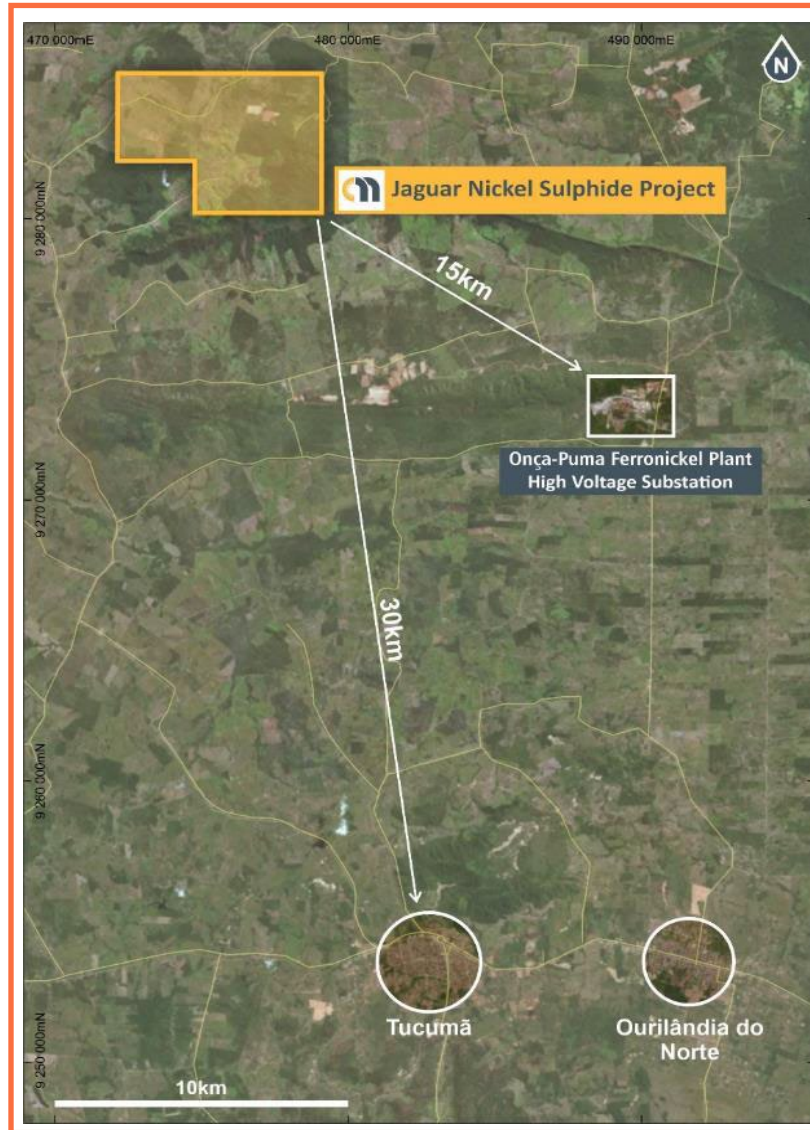 470 000mE
480 000mE
490 000mE
N
Jaguar Nickel Sulphide Project
9 280 000mN
15km
Onça-Puma Ferronickel Plant
High Voltage Substation
9 270 000mN
30km
9 260 000mN
Tucumã
Ourilândia do
Norte
9 250 000mN
10km